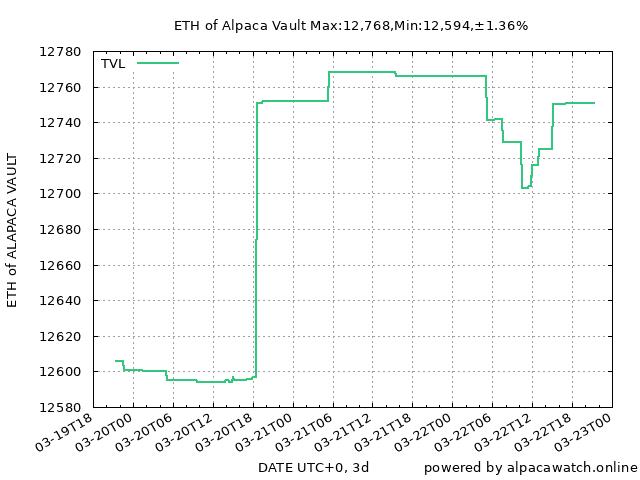 ETH of Alpaca Vault Max:12,768,Min:12,594,±1.36%
TVL
12780
12760
12740
12720
12700
12680
12660
12640
12620
12600
12580
ETH of ALAPACA VAULT
03-19T18
03-20T00
03-20T06
03-20T12
03-20T18
03-21T00
03-21T06
03-21T12
03-21T18
03-22T00
03-22T06
03-22T12
03-22T18
03-23T00
DATE UTC+0, 3d
powered by alpacawatch.online